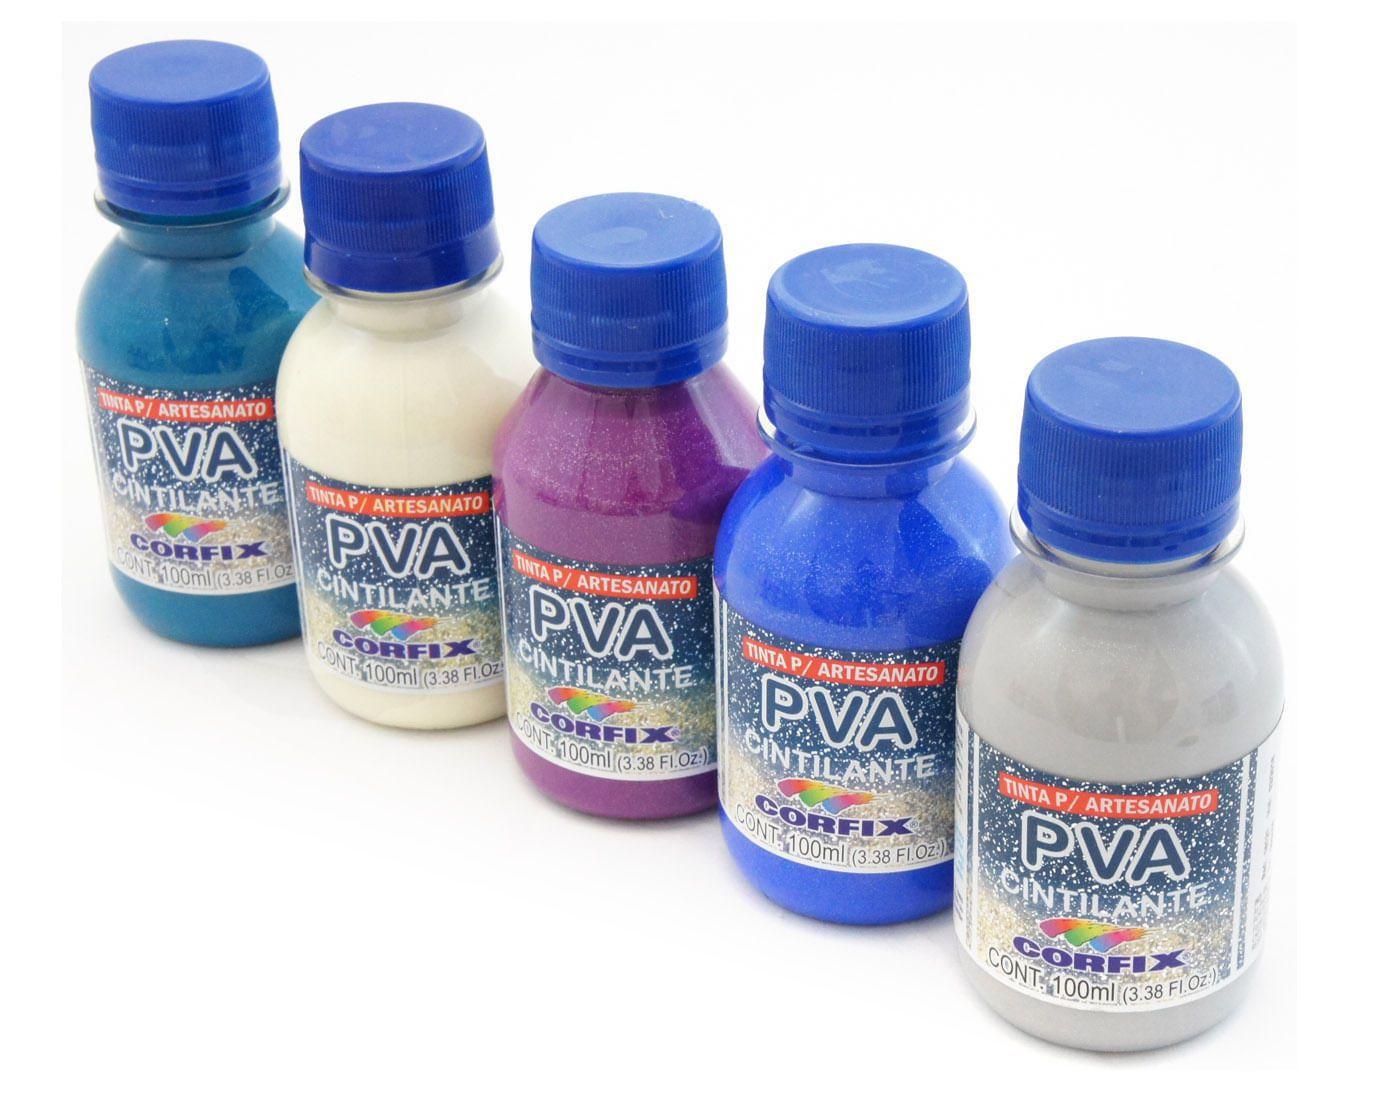 TINTA P/ ARTESANATO
PVA
CINTILANTE
CORFIX
CONT. 100ml (3.38 Fl.Oz
TINTA P/ ARTESANATO
PVA
CINTILANTE
CORFIX
CONT. 100ml (3.38 Fl.Oz.
TINTA P/ ARTESANATO
PVA
CINTILANTE
CORFIX®
CONT. 100ml (3.38 Fl.Oz.)
TINTA P/ ARTESANATO
PVA
CINTILANTE
CORFIX®
CONT. 100ml (3.38 Fl.Oz.)
TINTA P/ ARTESANATO
PVA
CINTILANTE
CORFIX®
CONT. 100ml (3.38 Fl.Oz.)